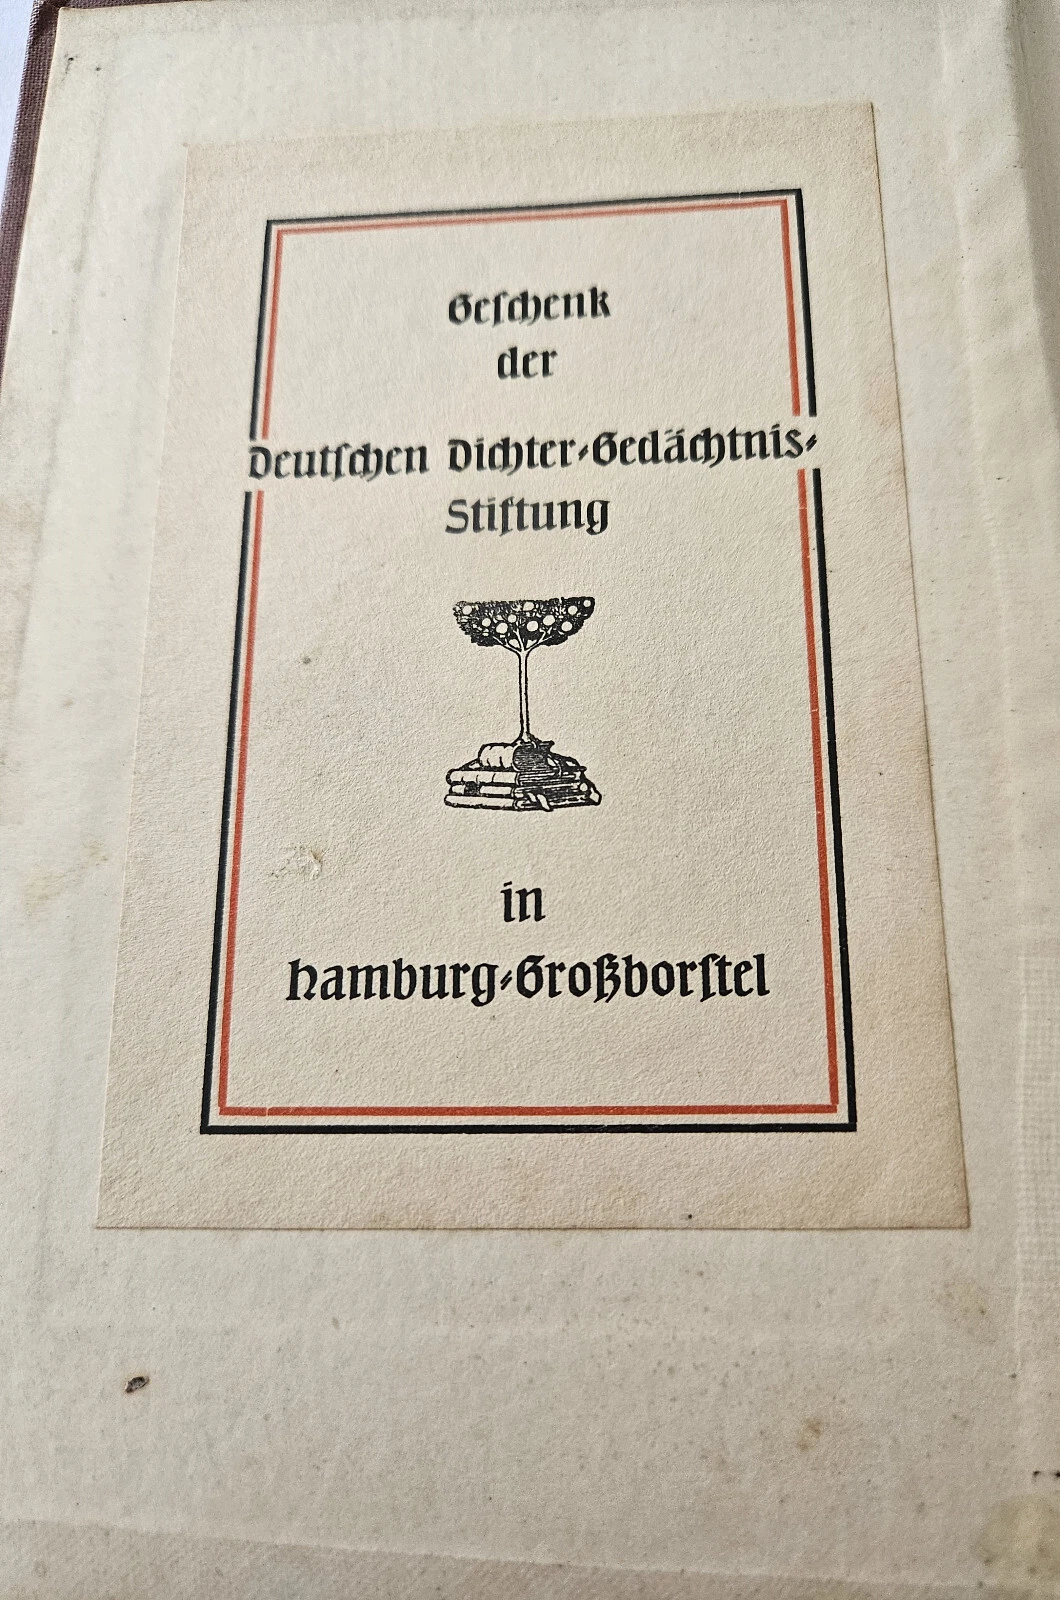 Geſchenk
der
Deutſchen Dichter-Gedächtnis-
Stiftung
in
Hamburg-Großborſtel